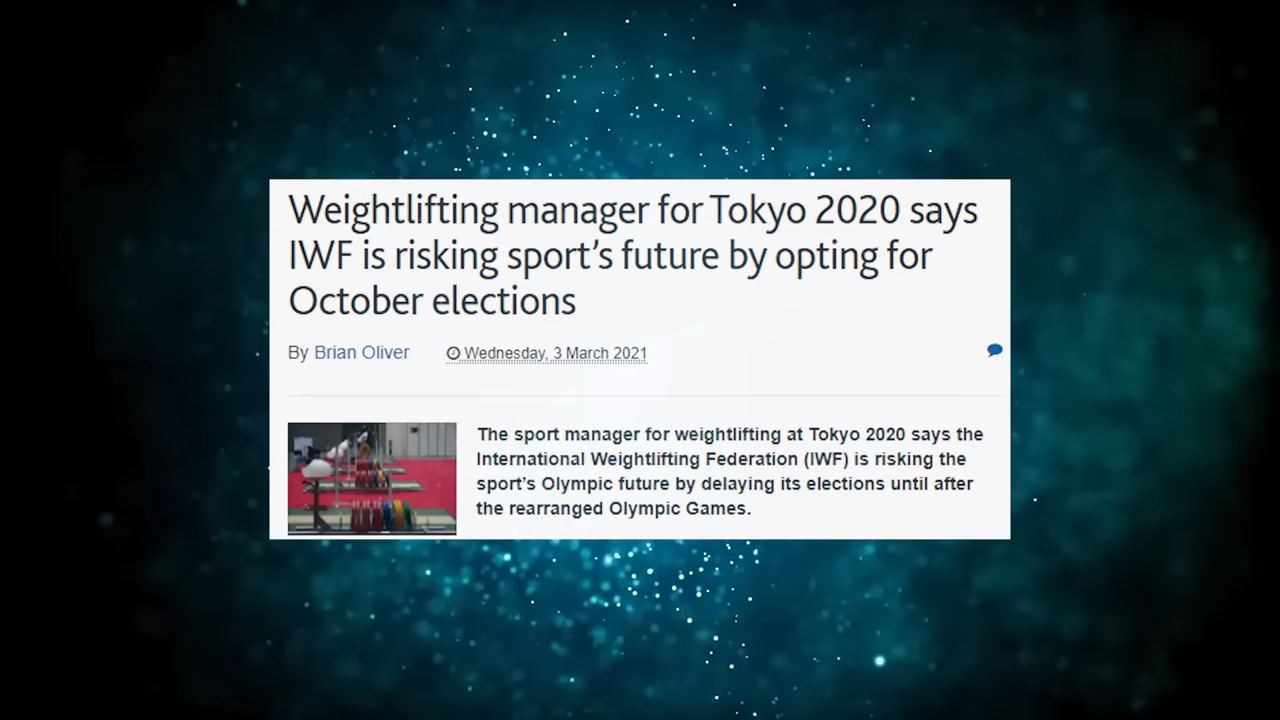 Weightlifting manager for Tokyo 2020 says
IWF is risking sport’s future by opting for
October elections
By Brian Oliver Wednesday, 3 March 2021
The sport manager for weightlifting at Tokyo 2020 says the
International Weightlifting Federation (IWF) is risking the
sport’s Olympic future by delaying its elections until after
the rearranged Olympic Games.